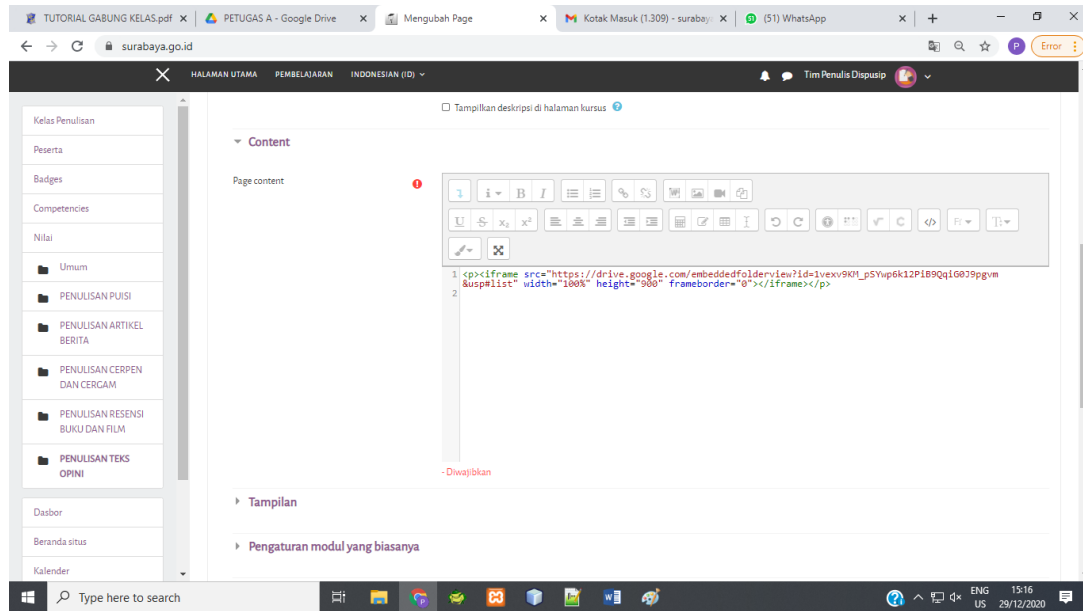 TUTORIAL GABUNG KELAS.pdf
PETUGAS A - Google Drive
Mengubah Page
Kotak Masuk (1.309) - surabay
(51) WhatsApp
surabaya.go.id
P
Error
HALAMAN UTAMA PEMBELAJARAN INDONESIAN (ID)
Tim Penulis Dispusip
Kelas Penulisan
Peserta
Badges
Competencies
Nilai
Umum
PENULISAN PUISI
PENULISAN ARTIKEL
BERITA
PENULISAN CERPEN
DAN CERGAM
PENULISAN RESENSI
BUKU DAN FILM
PENULISAN TEKS
OPINI
Dasbor
Beranda situs
Kalender
Tampilkan deskripsi di halaman kursus
Content
Page content
1 <p><iframe src="https://drive.google.com/embeddedfolderview?id=1vexv9KM_pSYwp6k12PiB9QqiG0J9pgvm
&usp#list" width="100%" height="900" frameborder="0"></iframe></p>
2
- Diwajibkan
Tampilan
Pengaturan modul yang biasanya
Type here to search
ENG
US
15:16
29/12/2020